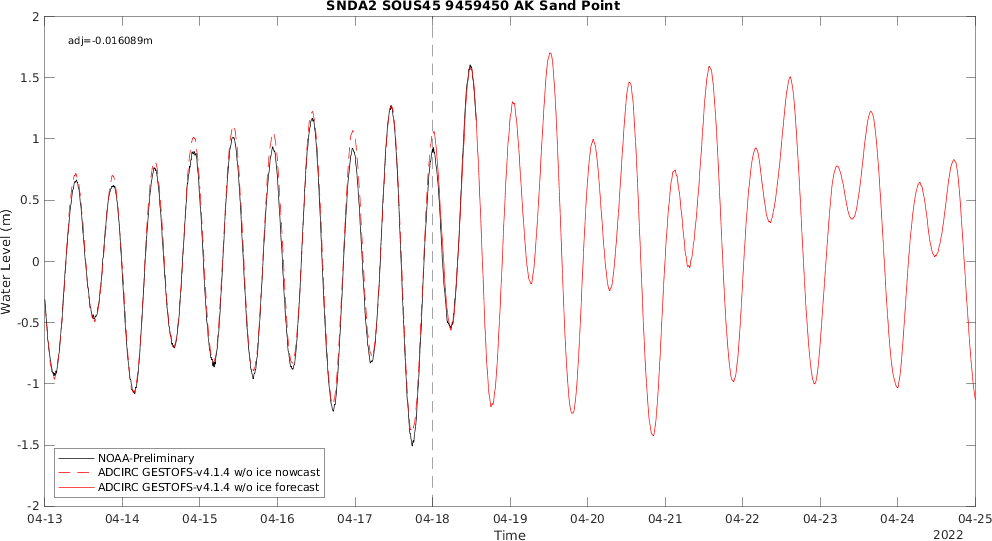 SNDA2 SOUS45 9459450 AK Sand Point
adj=-0.016089m
2
1.5
1
0.5
0
-0.5
-1
-1.5
-2
Water Level (m)
NOAA-Preliminary
ADCIRC GESTOFS-v4.1.4 w/o ice nowcast
ADCIRC GESTOFS-v4.1.4 w/o ice forecast
04-13 04-14 04-15 04-16 04-17 04-18 04-19 04-20 04-21 04-22 04-23 04-24 04-25
Time
2022